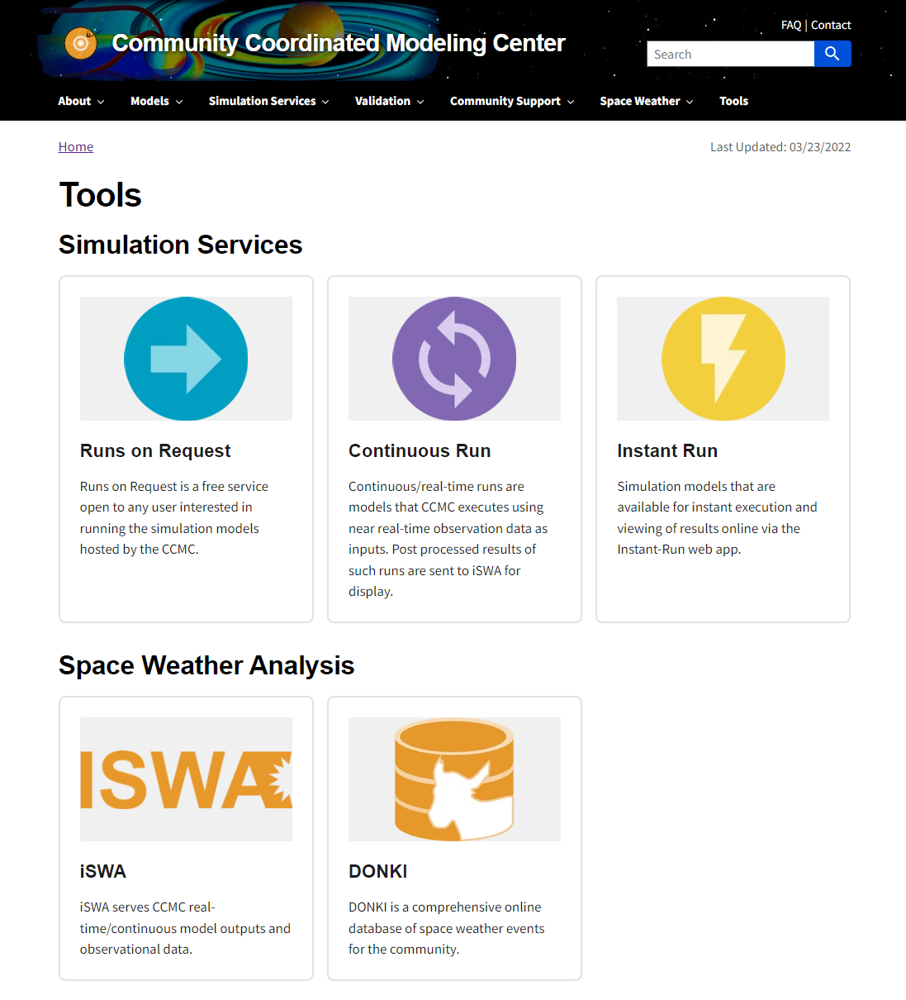 FAQ | Contact
Community Coordinated Modeling Center
Search
About Models Simulation Services Validation Community Support Space Weather Tools
Home
Last Updated: 03/23/2022
Tools
Simulation Services
Runs on Request
Runs on Request is a free service
open to any user interested in
running the simulation models
hosted by the CCMC.
Continuous Run
Continuous/real-time runs are
models that CCMC executes using
near real-time observation data as
inputs. Post processed results of
such runs are sent to iSWA for
display.
Instant Run
Simulation models that are
available for instant execution and
viewing of results online via the
Instant-Run web app.
Space Weather Analysis
ISWA
iSWA
iSWA serves CCMC real-
time/continuous model outputs and
observational data.
DONKI
DONKI is a comprehensive online
database of space weather events
for the community.